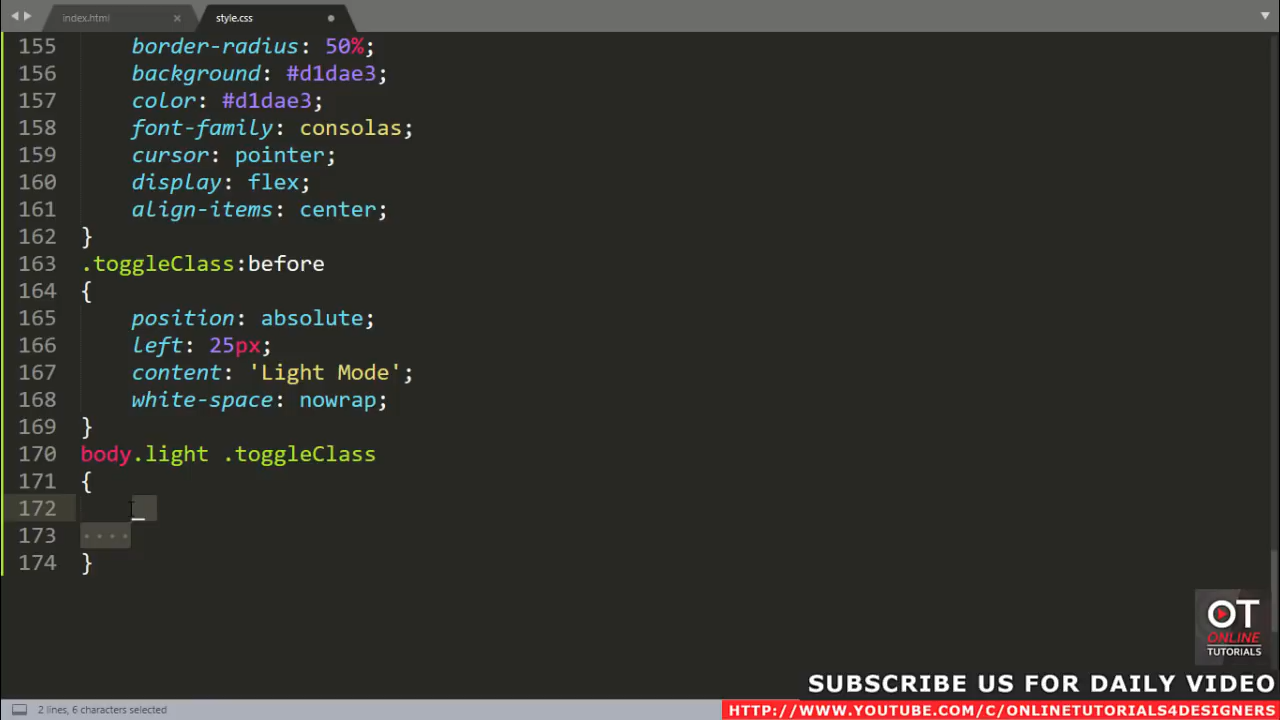 index.html
style.css
155 border-radius: 50%;
156 background: #d1dae3;
157 color: #d1dae3;
158 font-family: consolas;
159 cursor: pointer;
160 display: flex;
161 align-items: center;
162 }
163 .toggleClass:before
164 {
165 position: absolute;
166 left: 25px;
167 content: 'Light Mode';
168 white-space: nowrap;
169 }
170 body.light .toggleClass
171 {
172 _
173
174 }
OT
ONLINE
TUTORIALS
SUBSCRIBE US FOR DAILY VIDEO
2 lines, 6 characters selected
HTTP://WWW.YOUTUBE.COM/C/ONLINETUTORIALS4DESIGNERS